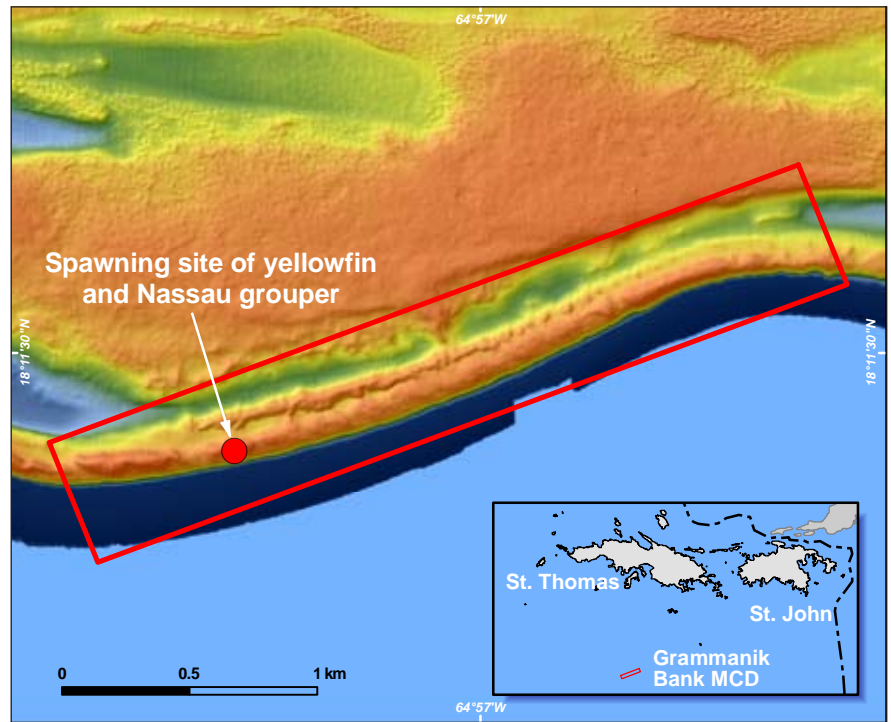 64°57'W
Spawning site of yellowfin
and Nassau grouper
18°11'30"N
18°11'30"N
St. Thomas
St. John
Grammanik
Bank MCD
0 0.5 1 km
64°57'W